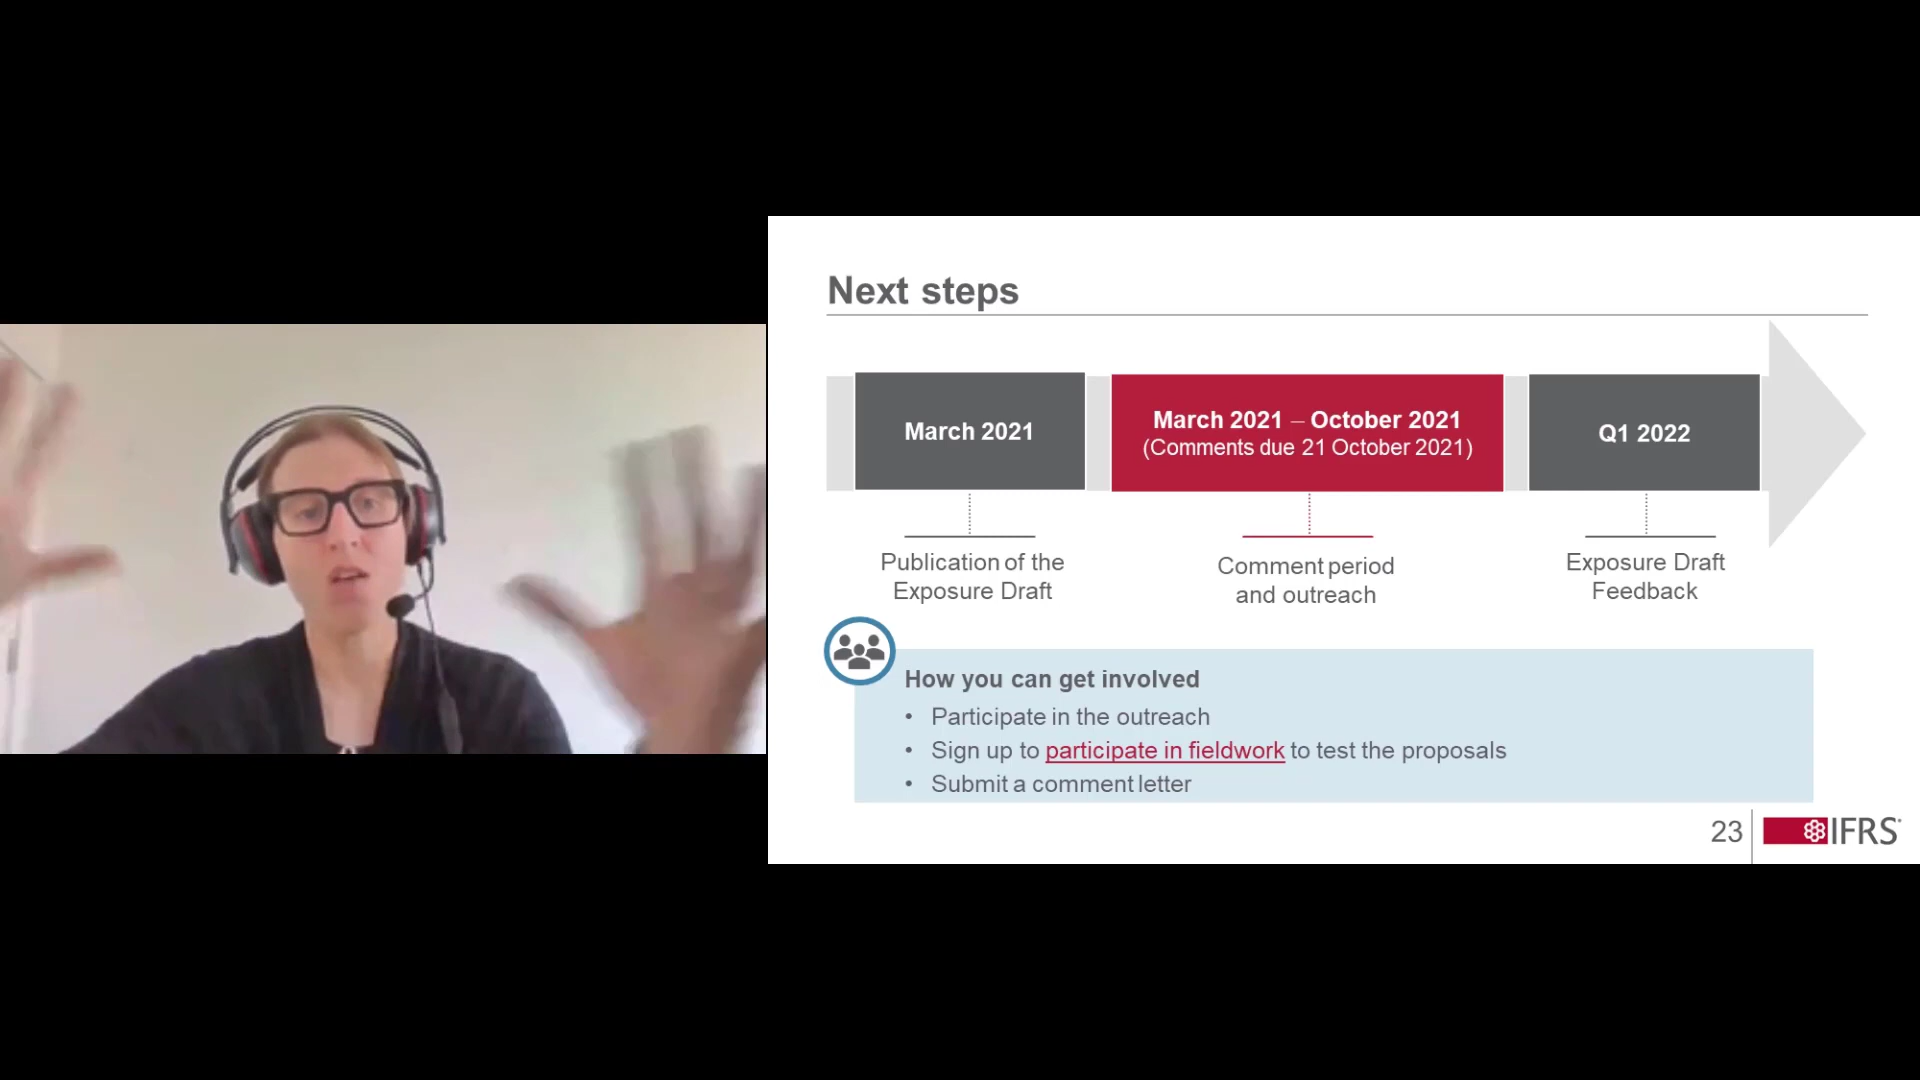 Next steps
March 2021
March 2021 – October 2021
(Comments due 21 October 2021)
Q1 2022
Publication of the
Exposure Draft
Comment period
and outreach
Exposure Draft
Feedback
How you can get involved
• Participate in the outreach
• Sign up to participate in fieldwork to test the proposals
• Submit a comment letter
23
IFRS